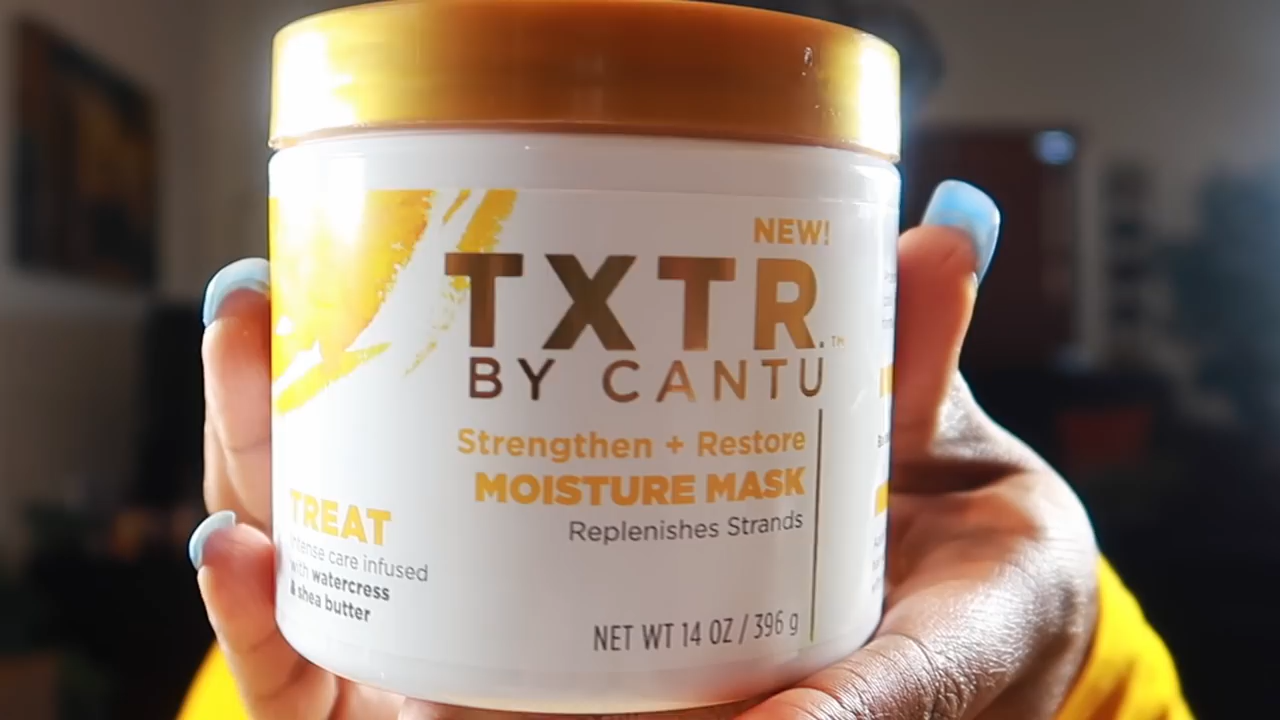 NEW!
TXTR.™
BY CANTU
Strengthen + Restore
MOISTURE MASK
Replenishes Strands
TREAT
intense care infused
with watercress
& shea butter
NET WT 14 OZ / 396 g